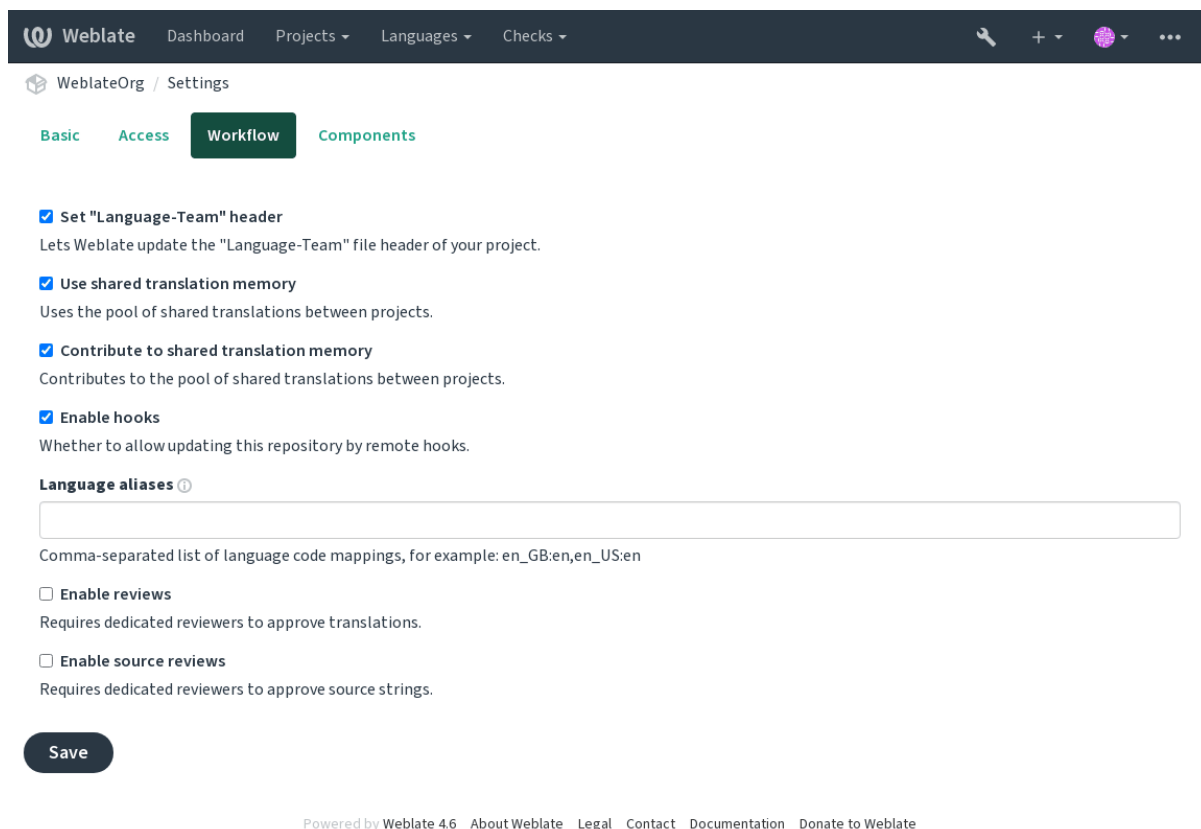 Weblate Dashboard Projects Languages Checks
WeblateOrg / Settings
Basic Access Workflow Components
Set "Language-Team" header
Lets Weblate update the "Language-Team" file header of your project.
Use shared translation memory
Uses the pool of shared translations between projects.
Contribute to shared translation memory
Contributes to the pool of shared translations between projects.
Enable hooks
Whether to allow updating this repository by remote hooks.
Language aliases
Comma-separated list of language code mappings, for example: en_GB:en,en_US:en
Enable reviews
Requires dedicated reviewers to approve translations.
Enable source reviews
Requires dedicated reviewers to approve source strings.
Save
Powered by Weblate 4.6 About Weblate Legal Contact Documentation Donate to Weblate